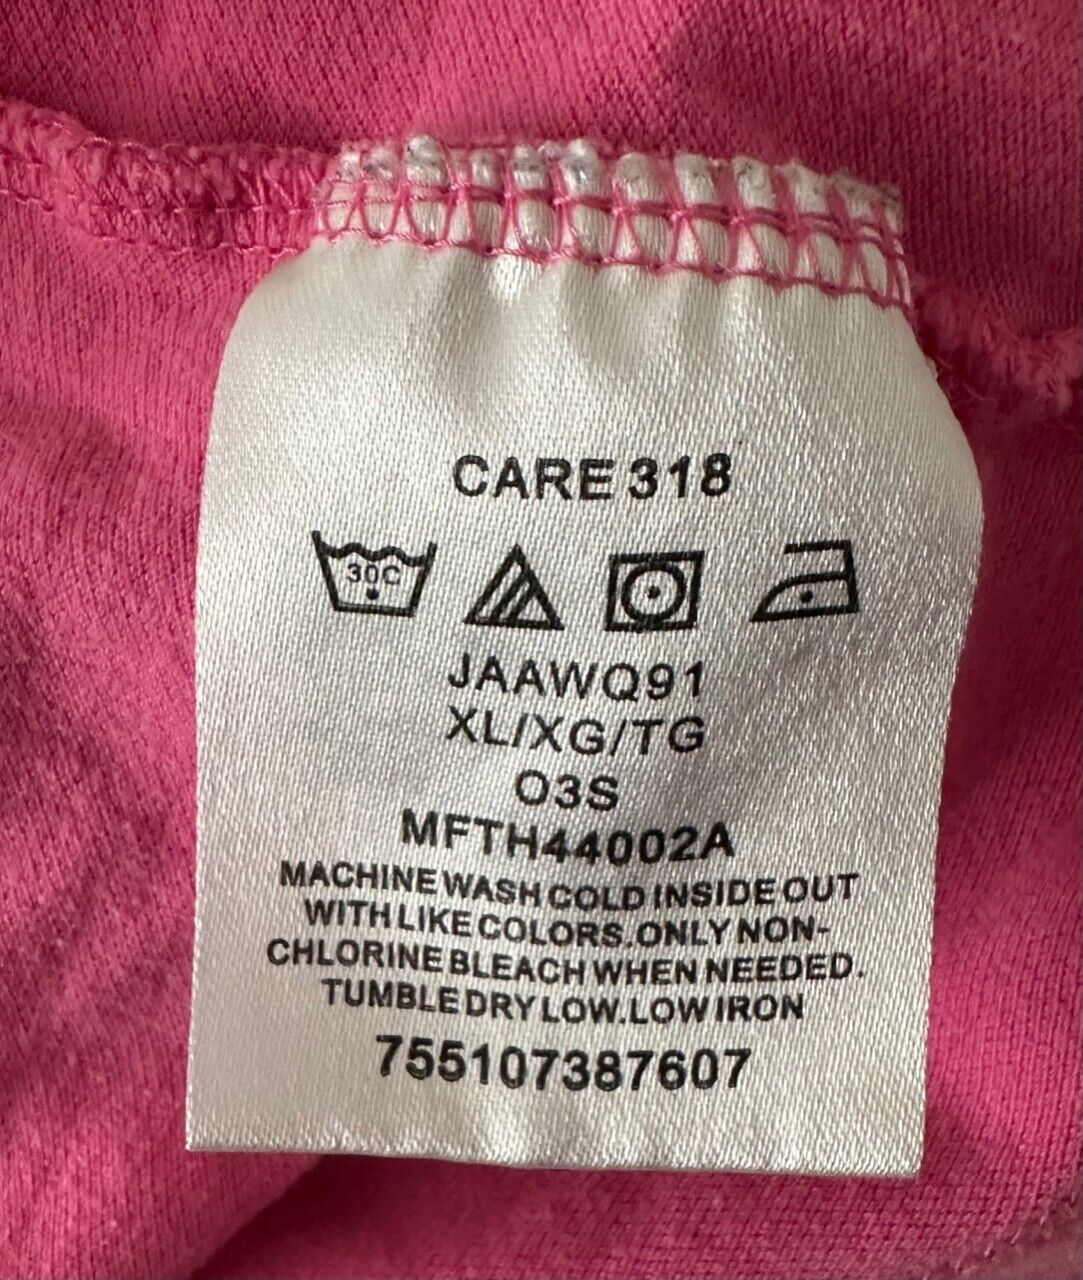 CARE 318
30C
JAAWQ91
XL/XG/TG
O3S
MFTH44002A
MACHINE WASH COLD INSIDE OUT
WITH LIKE COLORS.ONLY NON-
CHLORINE BLEACH WHEN NEEDED.
TUMBLE DRY LOW.LOW IRON
755107387607